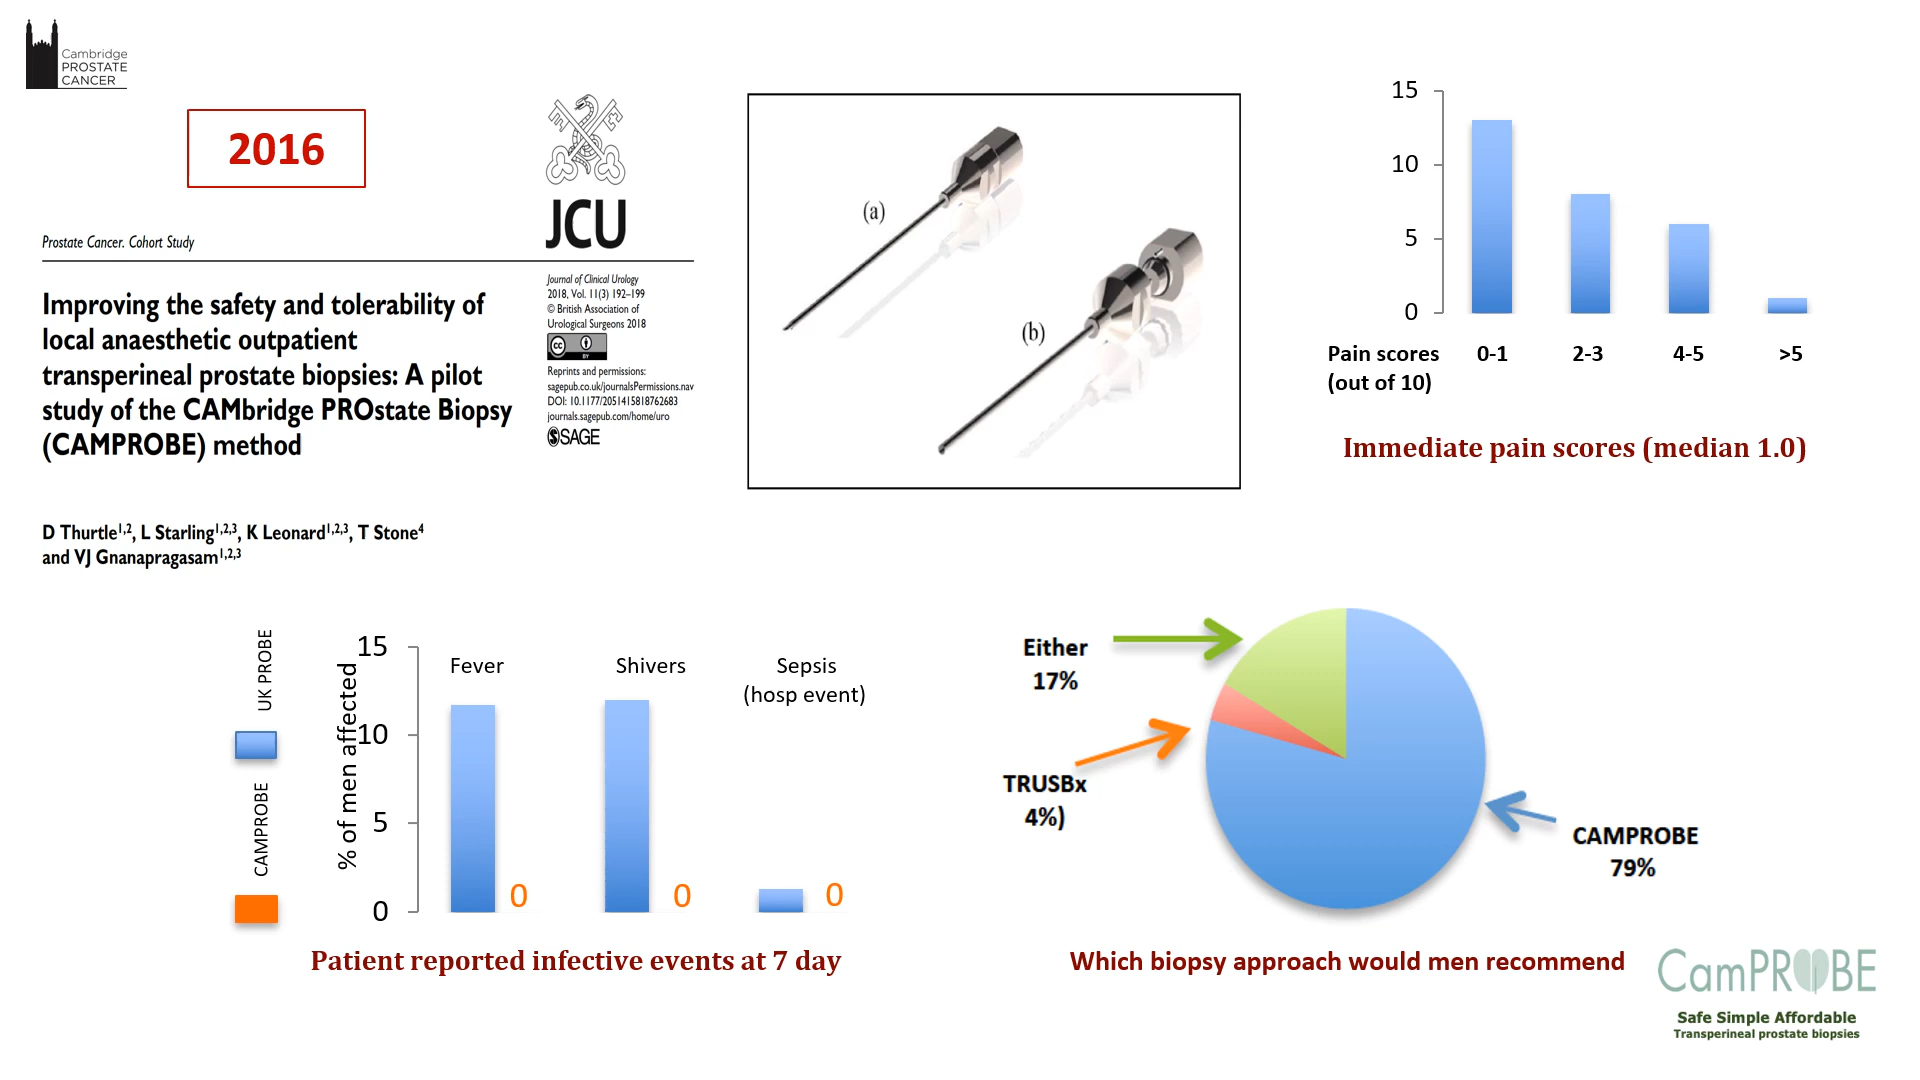 Cambridge
PROSTATE
CANCER
2016
JCU
Prostate Cancer. Cohort Study
Improving the safety and tolerability of
local anaesthetic outpatient
transperineal prostate biopsies: A pilot
study of the CAMbridge PROstate Biopsy
(CAMPROBE) method
Journal of Clinical Urology
2018, Vol. 11(3) 192–199
© British Association of
Urological Surgeons 2018
cc
BY
Reprints and permissions:
sagepub.co.uk/journalsPermissions.nav
DOI: 10.1177/2051415818762683
journals.sagepub.com/home/uro
SAGE
D Thurtle1,2, L Starling1,2,3, K Leonard1,2,3, T Stone4
and VJ Gnanapragasam1,2,3
(a)
(b)
15
10
5
0
Pain scores 0-1 2-3 4-5 >5
(out of 10)
Immediate pain scores (median 1.0)
UK PROBE
CAMPROBE
% of men affected
15
10
5
0
Fever Shivers Sepsis
(hosp event)
0 0 0
Patient reported infective events at 7 day
Either
17%
TRUSBx
4%)
CAMPROBE
79%
Which biopsy approach would men recommend
CamPROBE
Safe Simple Affordable
Transperineal prostate biopsies